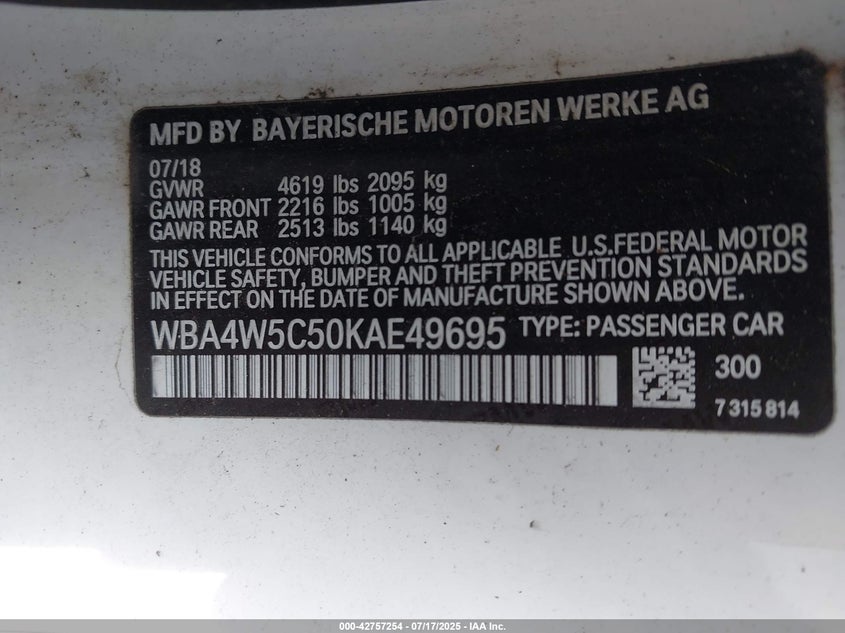 MFD BY BAYERISCHE MOTOREN WERKE AG
07/18
GVWR 4619 lbs 2095 kg
GAWR FRONT 2216 lbs 1005 kg
GAWR REAR 2513 lbs 1140 kg
THIS VEHICLE CONFORMS TO ALL APPLICABLE U.S.FEDERAL MOTOR
VEHICLE SAFETY, BUMPER AND THEFT PREVENTION STANDARDS
IN EFFECT ON THE DATE OF MANUFACTURE SHOWN ABOVE.
WBA4W5C50KAE49695 TYPE: PASSENGER CAR
300
7315814
000-42757254 - 07/17/2025 - IAA Inc.